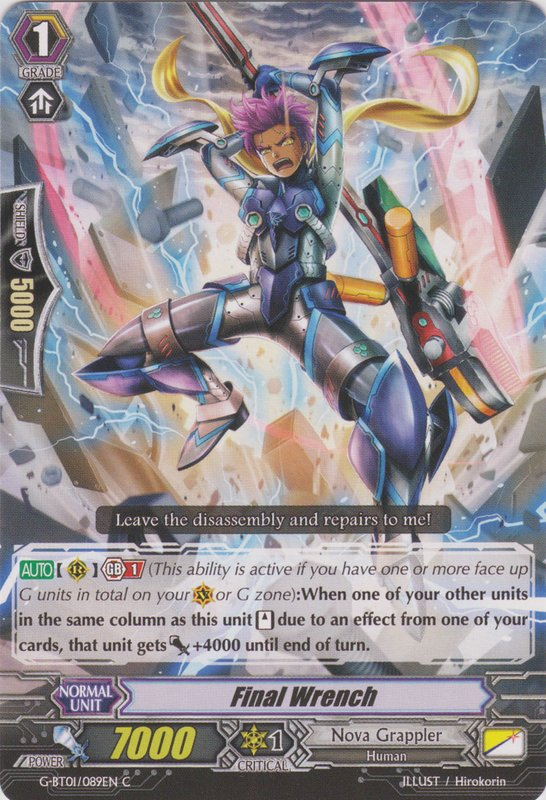 1
GRADE
SHIELD
5000
Leave the disassembly and repairs to me!
AUTO【 R 】 GB 1 (This ability is active if you have one or more face up
G units in total on your V or G zone):When one of your other units
in the same column as this unit due to an effect from one of your
cards, that unit gets +4000 until end of turn.
NORMAL
UNIT
Final Wrench
POWER
7000
1
CRITICAL
Nova Grappler
Human
G-BT01/089EN C
ILLUST / Hirokorin